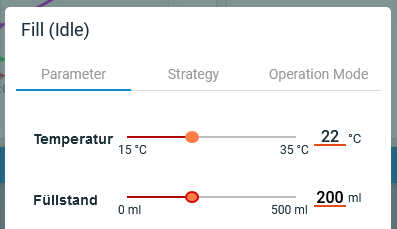 Fill (Idle)
Parameter Strategy Operation Mode
Temperatur 22 °C
15 °C 35 °C
Füllstand 200 ml
0 ml 500 ml